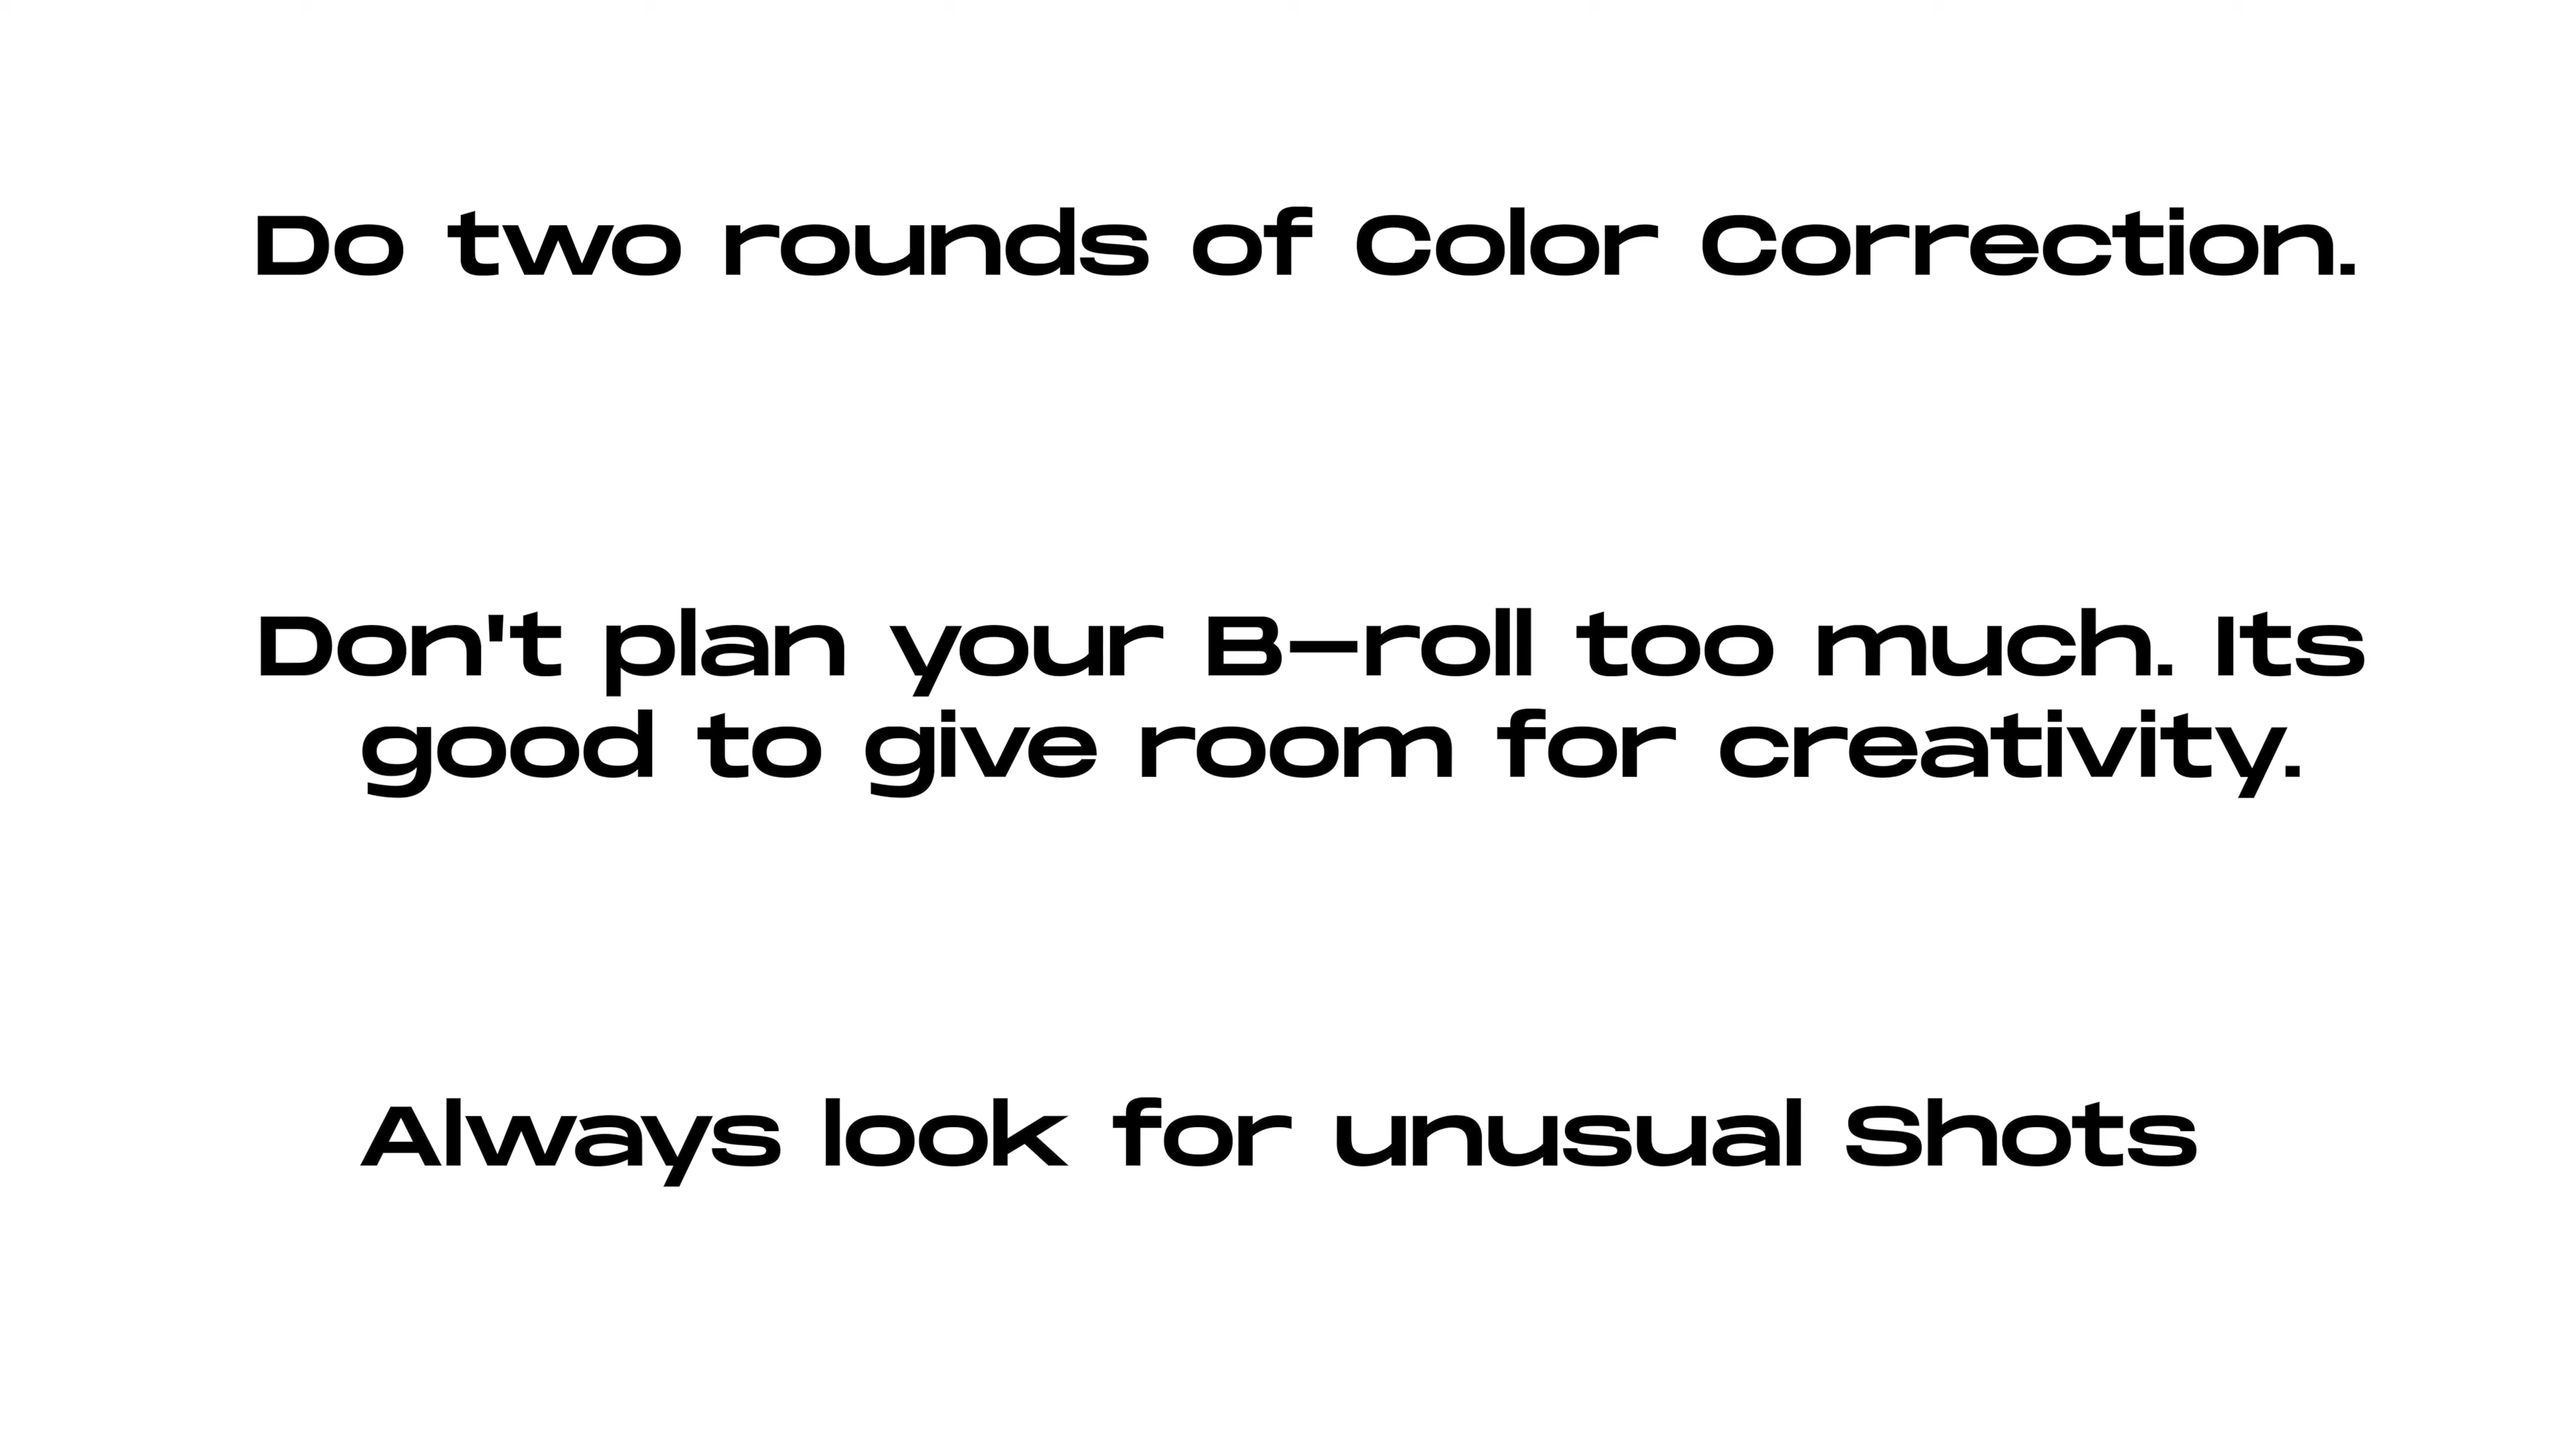 Do two rounds of Color Correction.
Don't plan your B-roll too much. Its
good to give room for creativity.
Always look for unusual Shots